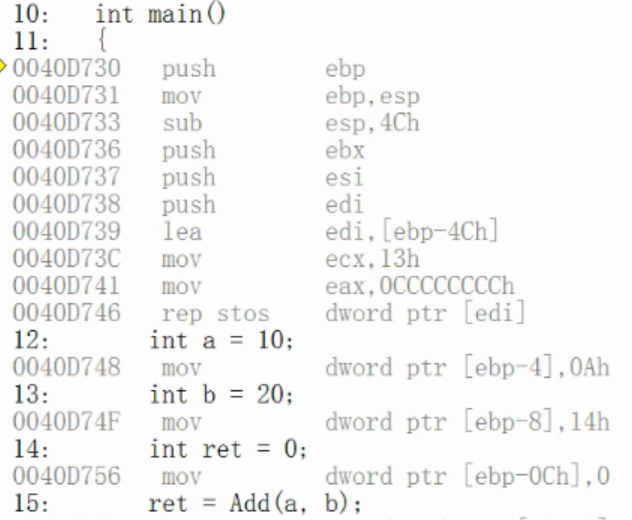 10:    int main()
11:    {
0040D730   push        ebp
0040D731   mov         ebp,esp
0040D733   sub         esp,4Ch
0040D736   push        ebx
0040D737   push        esi
0040D738   push        edi
0040D739   lea         edi,[ebp-4Ch]
0040D73C   mov         ecx,13h
0040D741   mov         eax,0CCCCCCCCh
0040D746   rep stos    dword ptr [edi]
12:        int a = 10;
0040D748   mov         dword ptr [ebp-4],0Ah
13:        int b = 20;
0040D74F   mov         dword ptr [ebp-8],14h
14:        int ret = 0;
0040D756   mov         dword ptr [ebp-0Ch],0
15:        ret = Add(a, b);